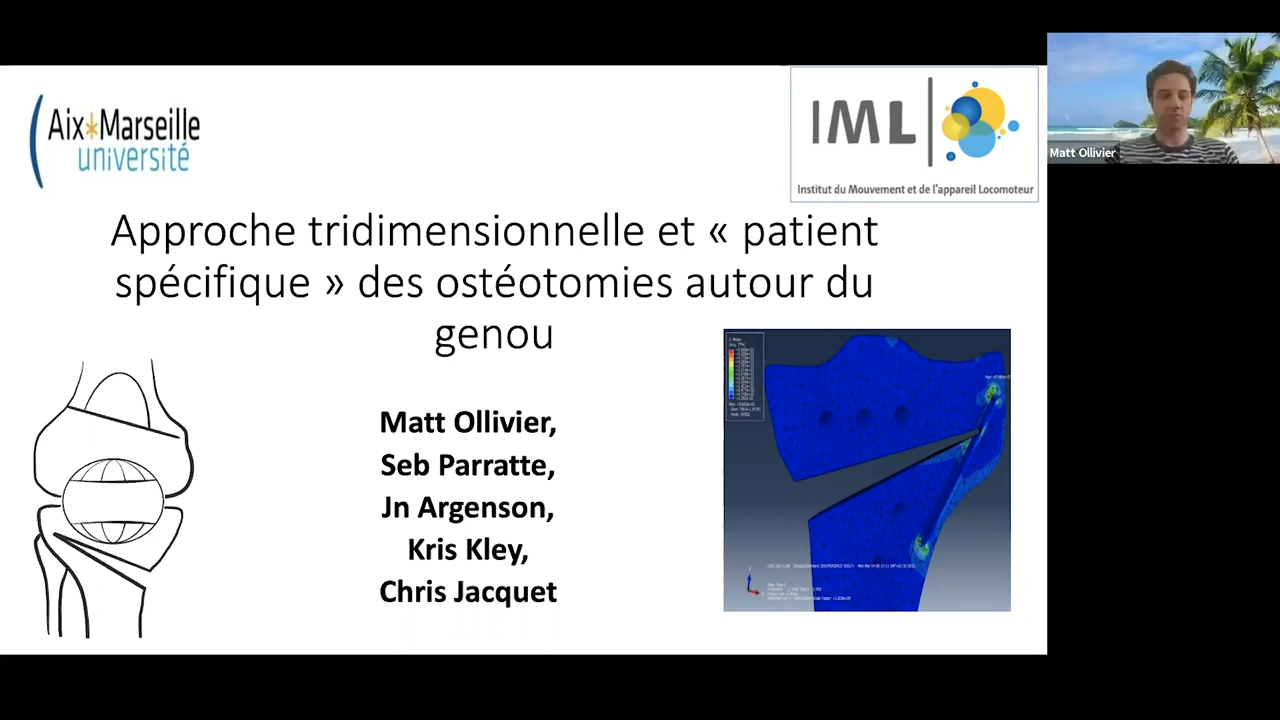 Aix*Marseille
université
IML
Institut du Mouvement et de l'appareil Locomoteur
Matt Ollivier
Approche tridimensionnelle et « patient
spécifique » des ostéotomies autour du
genou
Matt Ollivier,
Seb Parratte,
Jn Argenson,
Kris Kley,
Chris Jacquet